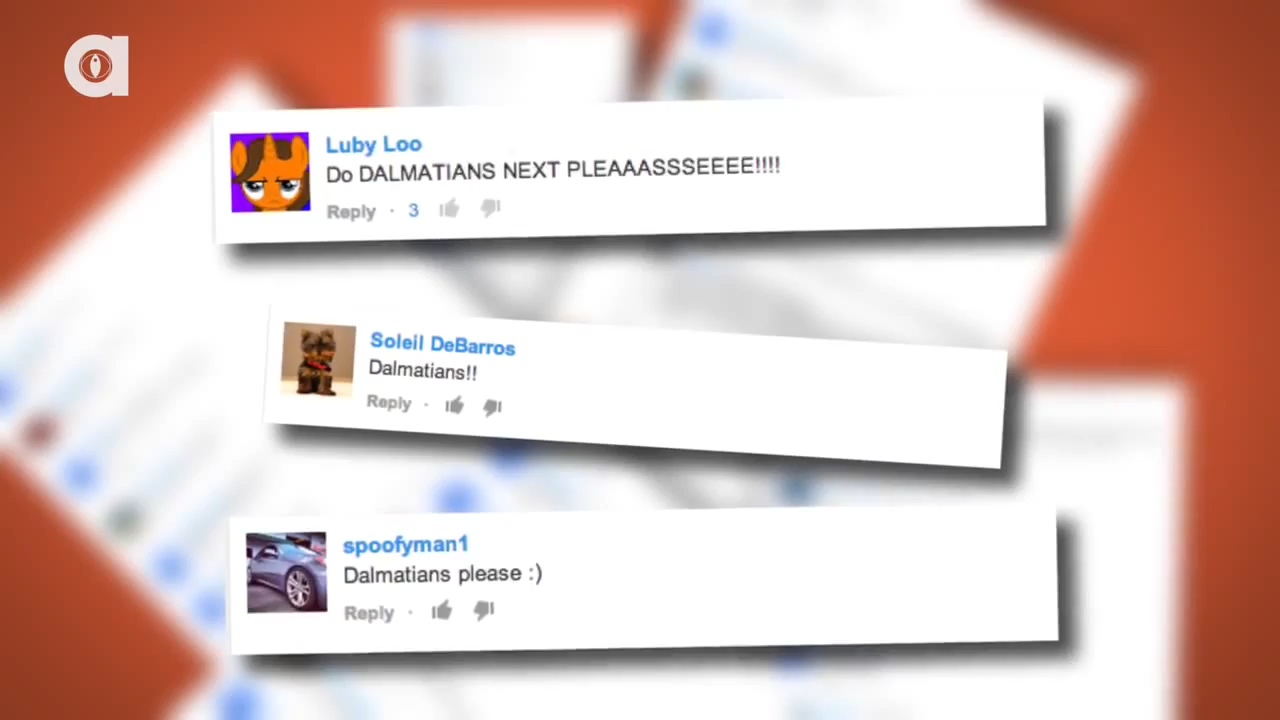 a
Luby Loo
Do DALMATIANS NEXT PLEAAASSSEEEE!!!!
Reply · 3
Soleil DeBarros
Dalmatians!!
Reply ·
spoofyman1
Dalmatians please :)
Reply ·